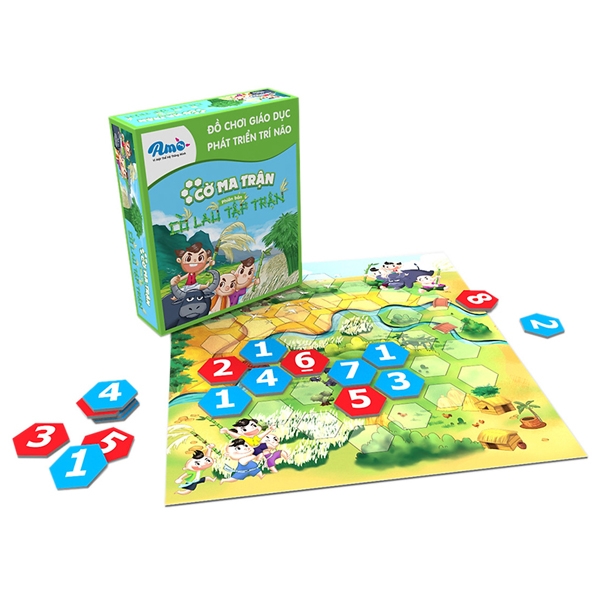 Amo
ĐỒ CHƠI GIÁO DỤC
PHÁT TRIỂN TRÍ NÃO
CỜ MA TRẬN
CỜ LAU TẬP TRẬN
CỜ MA TRẬN
8
2
1
6
1
2
4
7
3
1
5
4
3
5
1